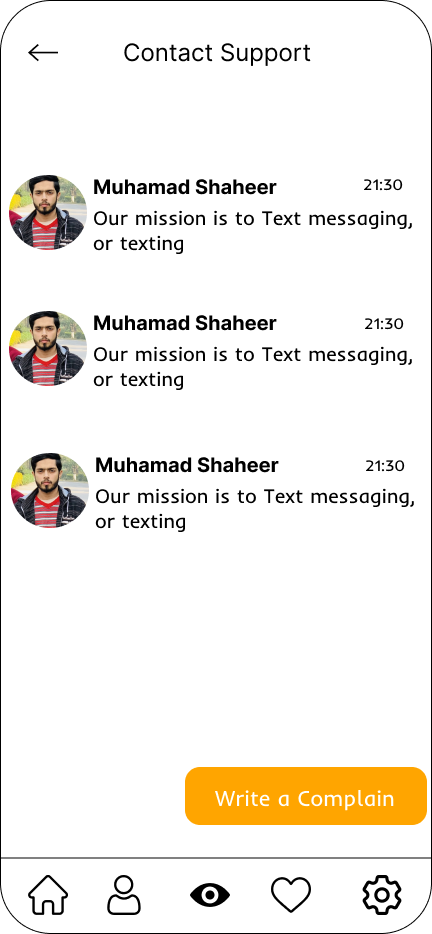 Contact Support
Muhamad Shaheer 21:30
Our mission is to Text messaging,
or texting
Muhamad Shaheer 21:30
Our mission is to Text messaging,
or texting
Muhamad Shaheer 21:30
Our mission is to Text messaging,
or texting
Write a Complain